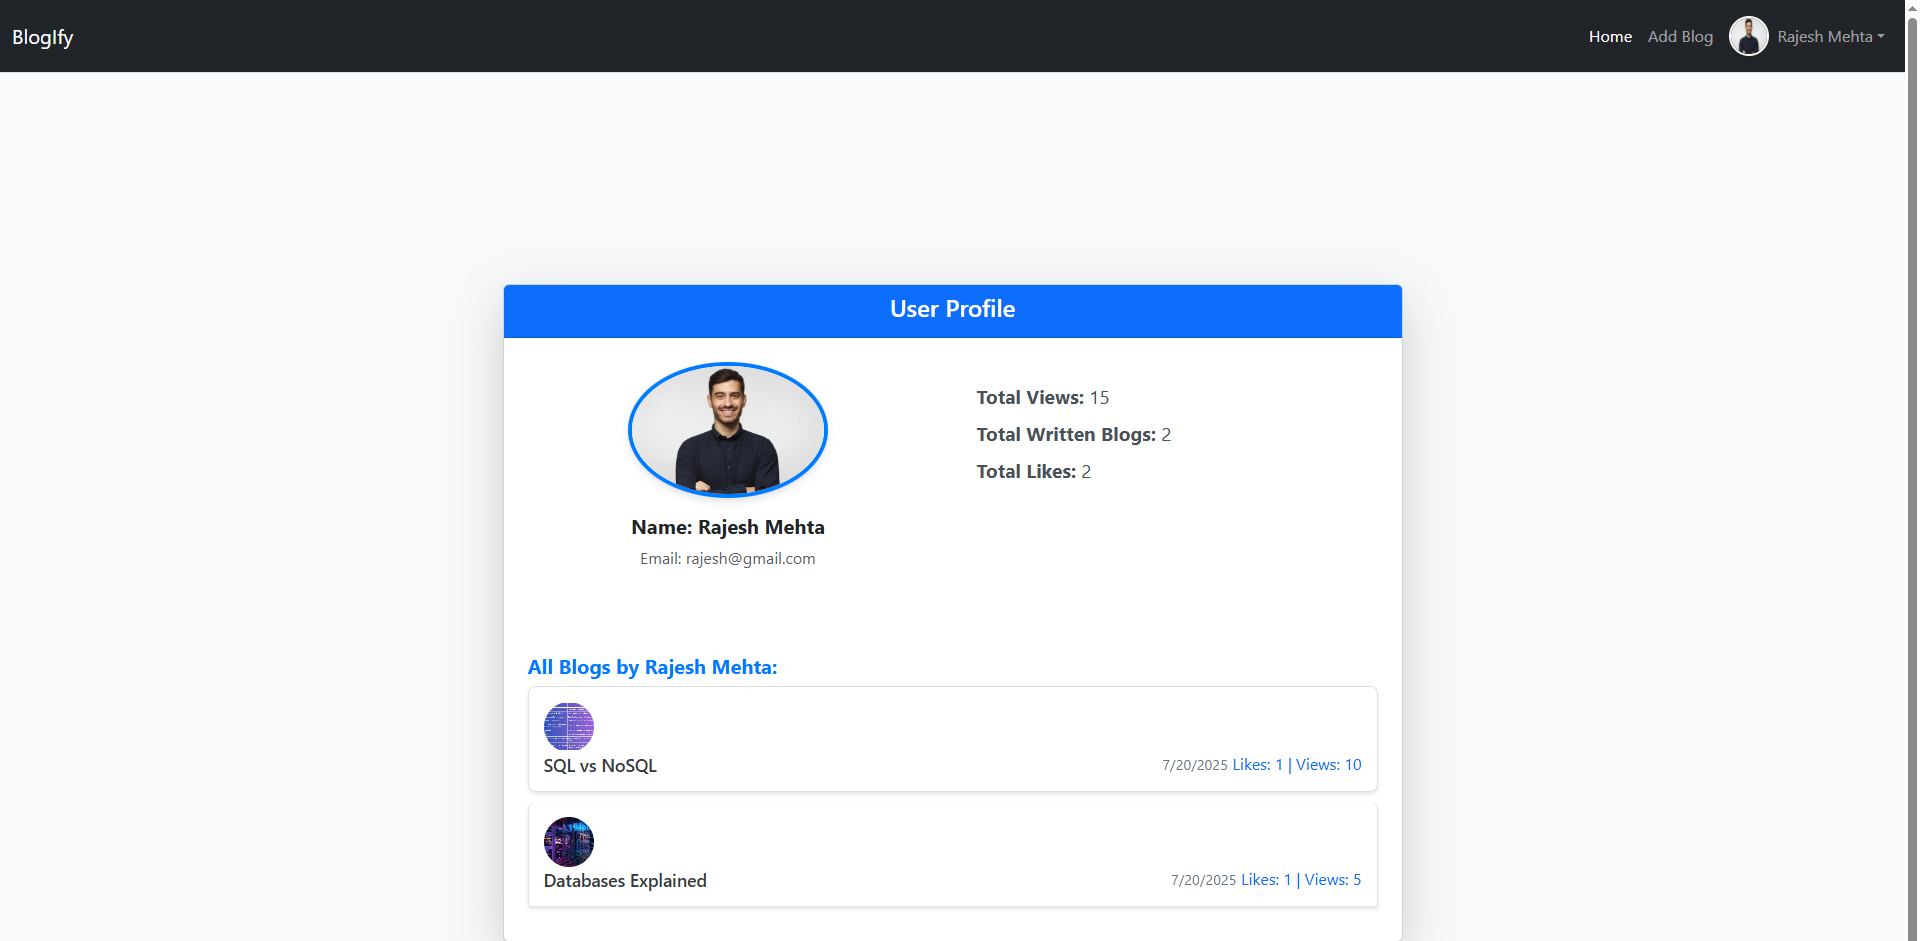 BlogIfy
Home Add Blog Rajesh Mehta
User Profile
Total Views: 15
Total Written Blogs: 2
Total Likes: 2
Name: Rajesh Mehta
Email: rajesh@gmail.com
All Blogs by Rajesh Mehta:
SQL vs NoSQL
7/20/2025 Likes: 1 | Views: 10
Databases Explained
7/20/2025 Likes: 1 | Views: 5